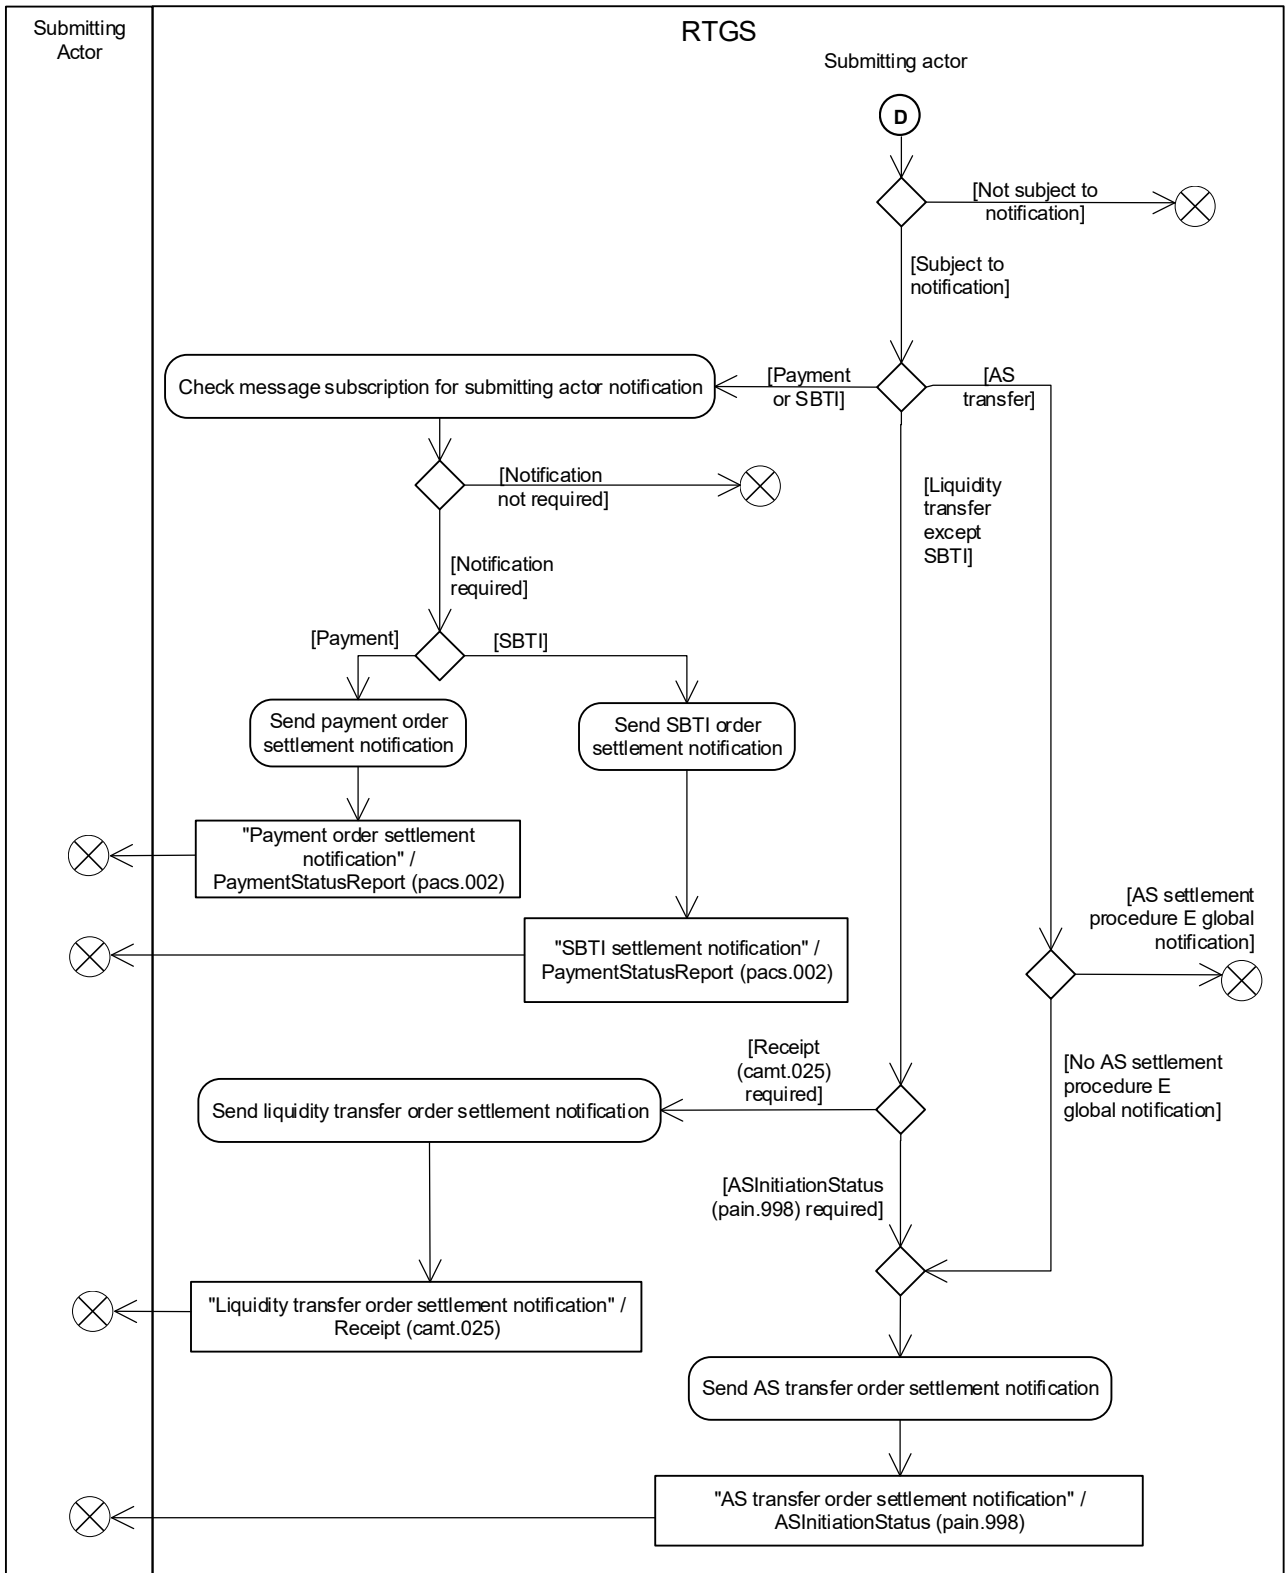 Submitting
Actor
RTGS
Submitting actor
D
[Not subject to
notification]
[Subject to
notification]
Check message subscription for submitting actor notification
[Payment
or SBTI]
[AS
transfer]
[Notification
not required]
[Liquidity
transfer
except
SBTI]
[Notification
required]
[Payment]
[SBTI]
Send payment order
settlement notification
Send SBTI order
settlement notification
"Payment order settlement
notification" /
PaymentStatusReport (pacs.002)
[AS settlement
procedure E global
notification]
"SBTI settlement notification" /
PaymentStatusReport (pacs.002)
[Receipt
(camt.025)
required]
[No AS settlement
procedure E
global notification]
Send liquidity transfer order settlement notification
[ASInitiationStatus
(pain.998) required]
"Liquidity transfer order settlement notification" /
Receipt (camt.025)
Send AS transfer order settlement notification
"AS transfer order settlement notification" /
ASInitiationStatus (pain.998)